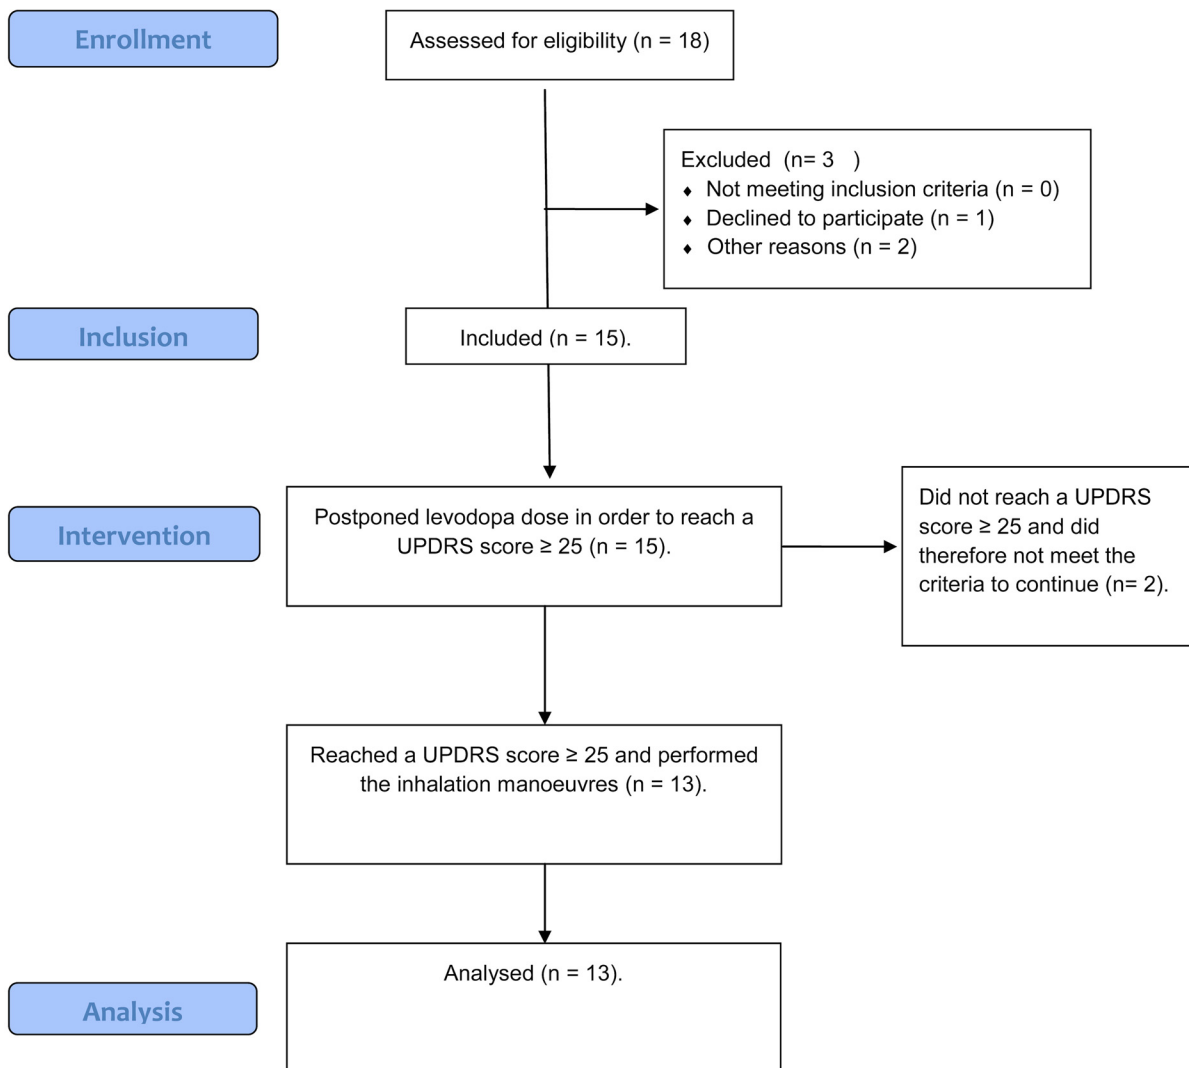 Enrollment
Assessed for eligibility (n = 18)
Excluded (n= 3 )
♦ Not meeting inclusion criteria (n = 0)
♦ Declined to participate (n = 1)
♦ Other reasons (n = 2)
Inclusion
Included (n = 15).
Intervention
Postponed levodopa dose in order to reach a
UPDRS score ≥ 25 (n = 15).
Did not reach a UPDRS
score ≥ 25 and did
therefore not meet the
criteria to continue (n= 2).
Reached a UPDRS score ≥ 25 and performed
the inhalation manoeuvres (n = 13).
Analysis
Analysed (n = 13).